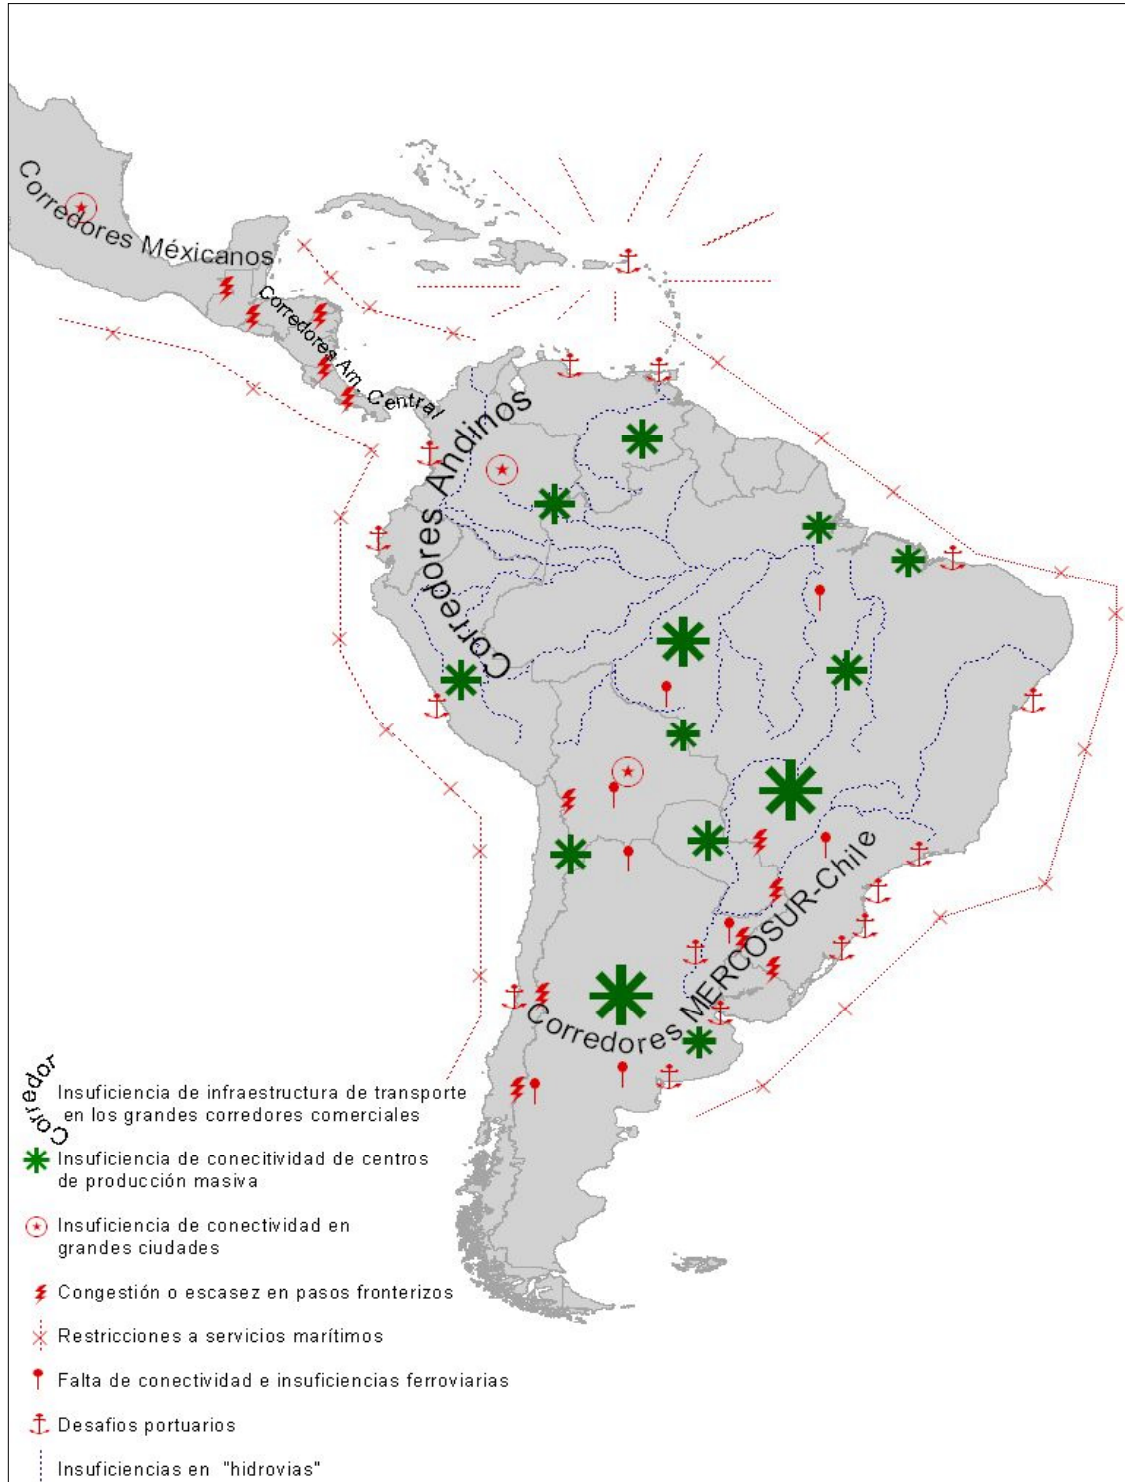 Corredores Méxicanos
Corredores Am. Central
Corredores Andinos
Corredores MERCOSUR-Chile
Corredor
Insuficiencia de infraestructura de transporte
en los grandes corredores comerciales
Insuficiencia de conecitividad de centros
de producción masiva
Insuficiencia de conectividad en
grandes ciudades
Congestión o escasez en pasos fronterizos
Restricciones a servicios marítimos
Falta de conectividad e insuficiencias ferroviarias
Desafios portuarios
Insuficiencias en "hidrovias"